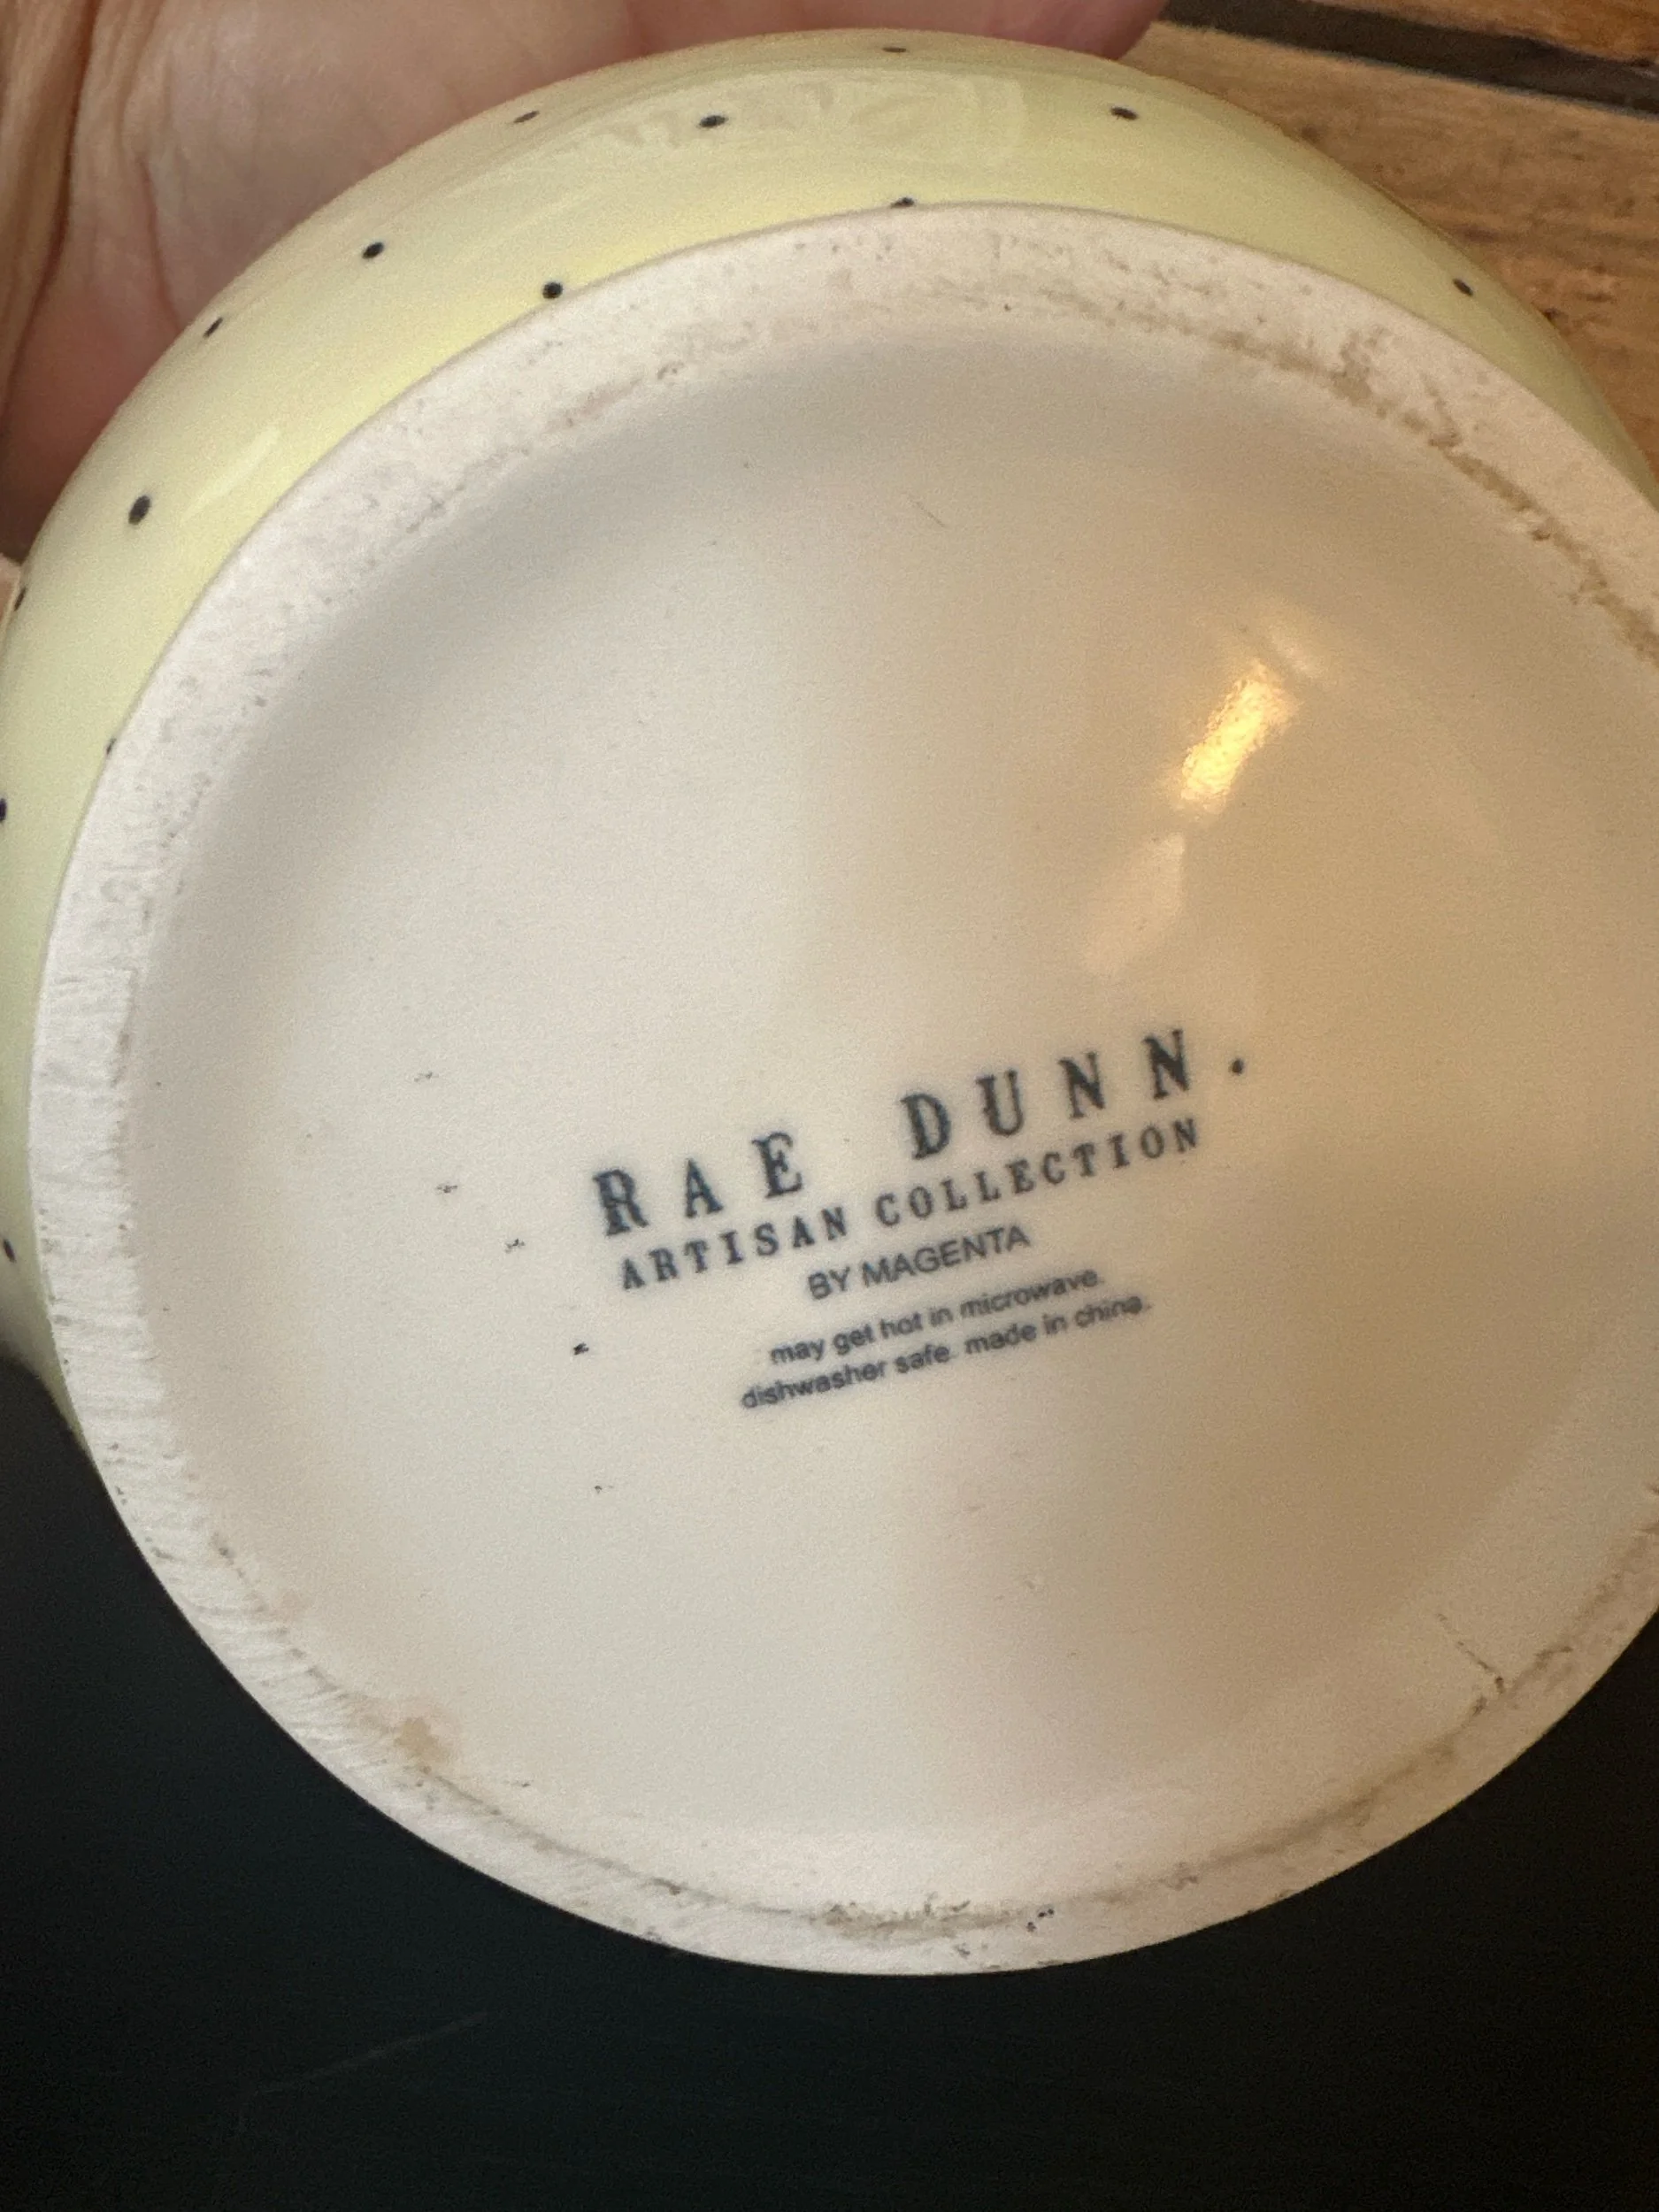 RAE DUNN.
ARTISAN COLLECTION
BY MAGENTA
may get hot in microwave.
dishwasher safe. made in china.